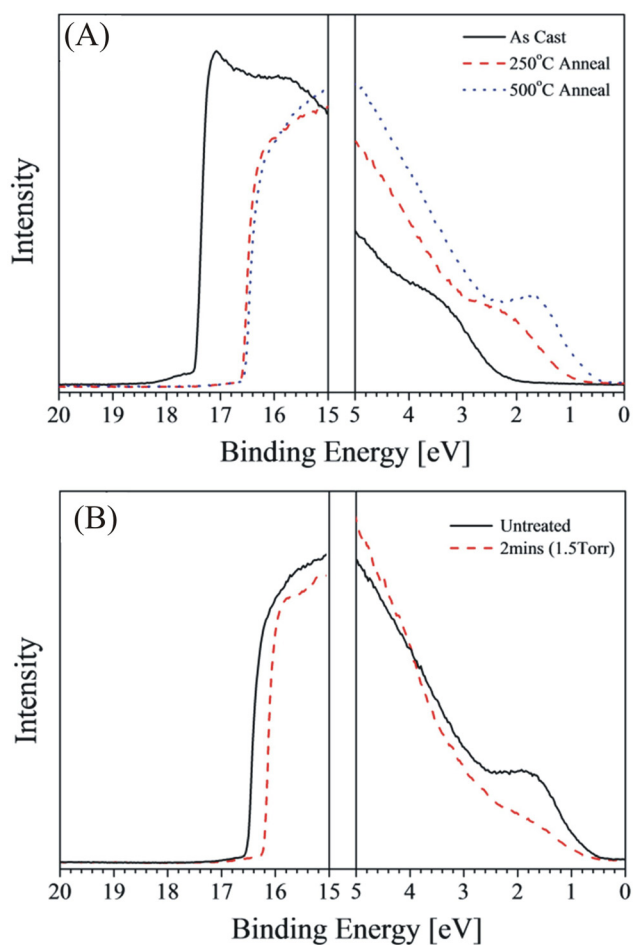 (A)
As Cast
250°C Anneal
500°C Anneal
Intensity
20 19 18 17 16 15 5 4 3 2 1 0
Binding Energy [eV]
(B)
Untreated
2mins (1.5Torr)
Intensity
20 19 18 17 16 15 5 4 3 2 1 0
Binding Energy [eV]